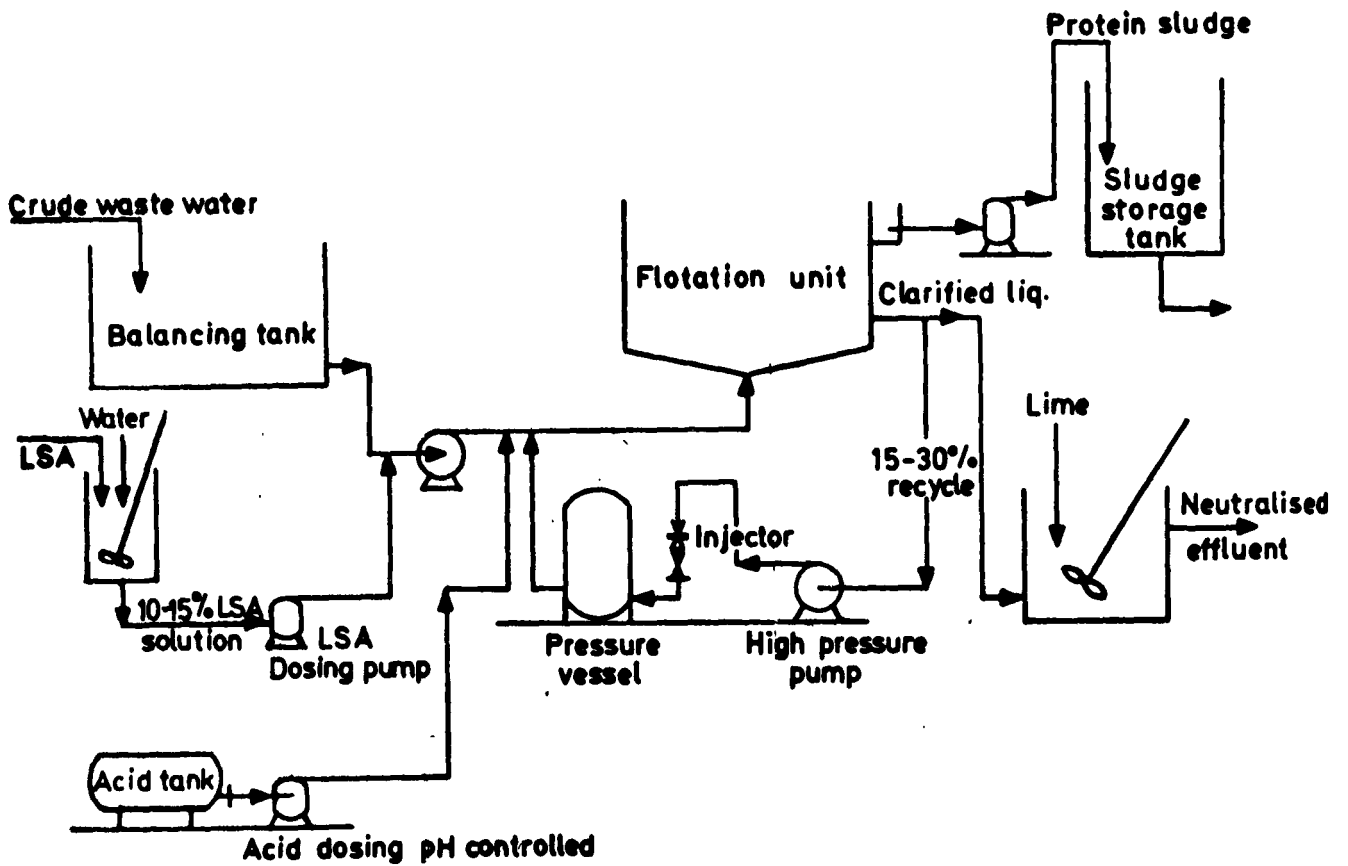 Protein sludge
Crude waste water
Sludge
storage
tank
Flotation unit
Clarified liq.
Balancing tank
Water
LSA
Lime
15-30%
recycle
Neutralised
effluent
Injector
10-15% LSA
solution
LSA
Dosing pump
Pressure
vessel
High pressure
pump
Acid tank
Acid dosing pH controlled